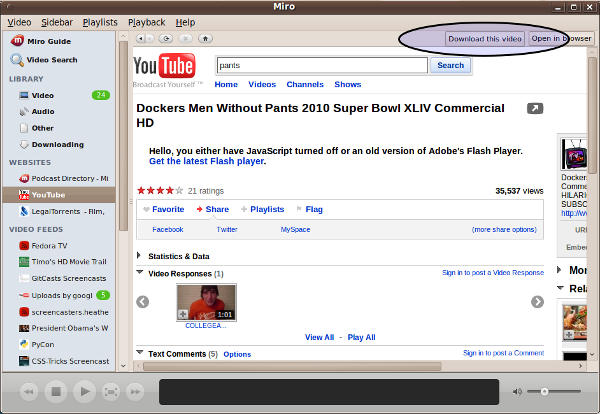 Miro
Video Sidebar Playlists Playback Help
Miro Guide
Video Search
LIBRARY
Video 24
Audio
Other
Downloading
WEBSITES
Podcast Directory - Mi
YouTube
LegalTorrents - Film,
VIDEO FEEDS
Fedora TV
Timo's HD Movie Trail
GitCasts Screencasts
Uploads by googl 5
screencasters.heathe
President Obama's W
PyCon
CSS-Tricks Screencast
Download this video Open in browser
YouTube
Broadcast Yourself ™
pants Search
Home Videos Channels Shows
Dockers Men Without Pants 2010 Super Bowl XLIV Commercial
HD
Hello, you either have JavaScript turned off or an old version of Adobe's Flash Player.
Get the latest Flash player.
21 ratings 35,537 views
Favorite Share Playlists Flag
Facebook Twitter MySpace (more share options)
Statistics & Data
Video Responses (1) Sign in to post a Video Response
1:01
COLLEGEA...
View All - Play All
Text Comments (5) Options Sign in to post a Comment
Docker
Comme
HILARIo
SUBSC
http://w
URL
Embe
Mor
Rela